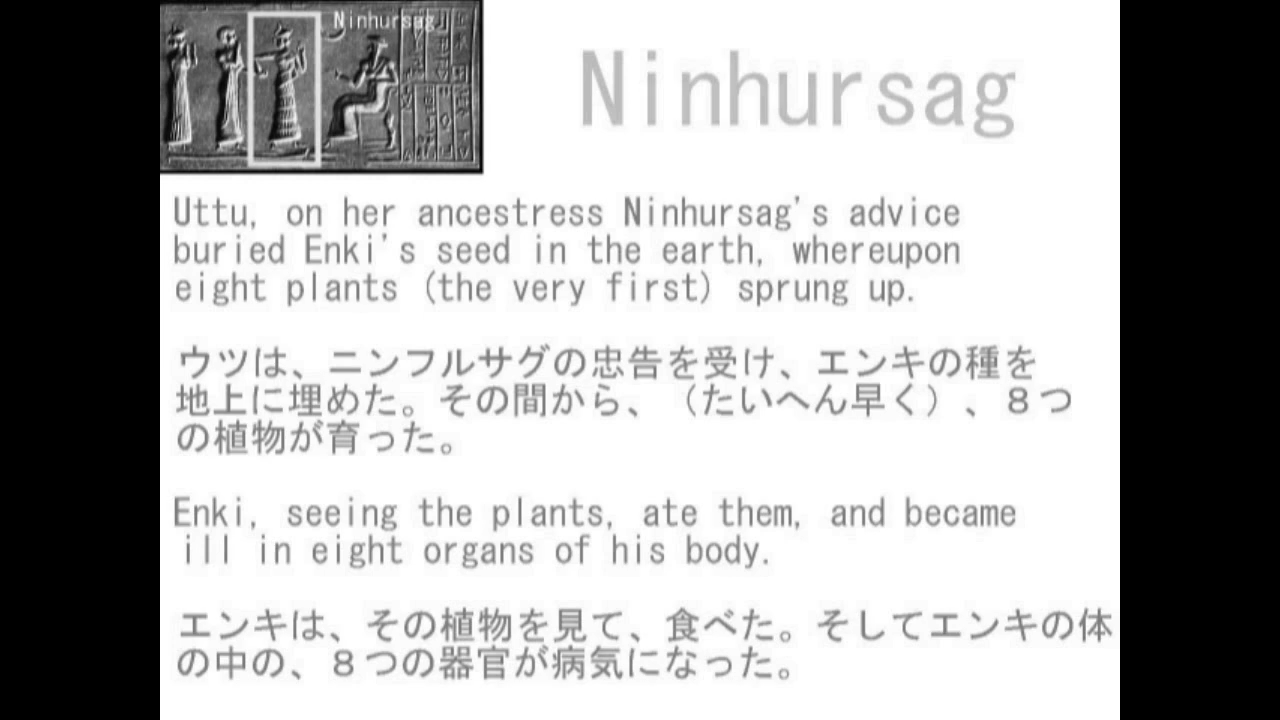 Ninhursag
Ninhursag
Uttu, on her ancestress Ninhursag's advice
buried Enki's seed in the earth, whereupon
eight plants (the very first) sprung up.
ウツは、ニンフルサグの忠告を受け、エンキの種を
地上に埋めた。その間から、（たいへん早く）、８つ
の植物が育った。
Enki, seeing the plants, ate them, and became
ill in eight organs of his body.
エンキは、その植物を見て、食べた。そしてエンキの体
の中の、８つの器官が病気になった。